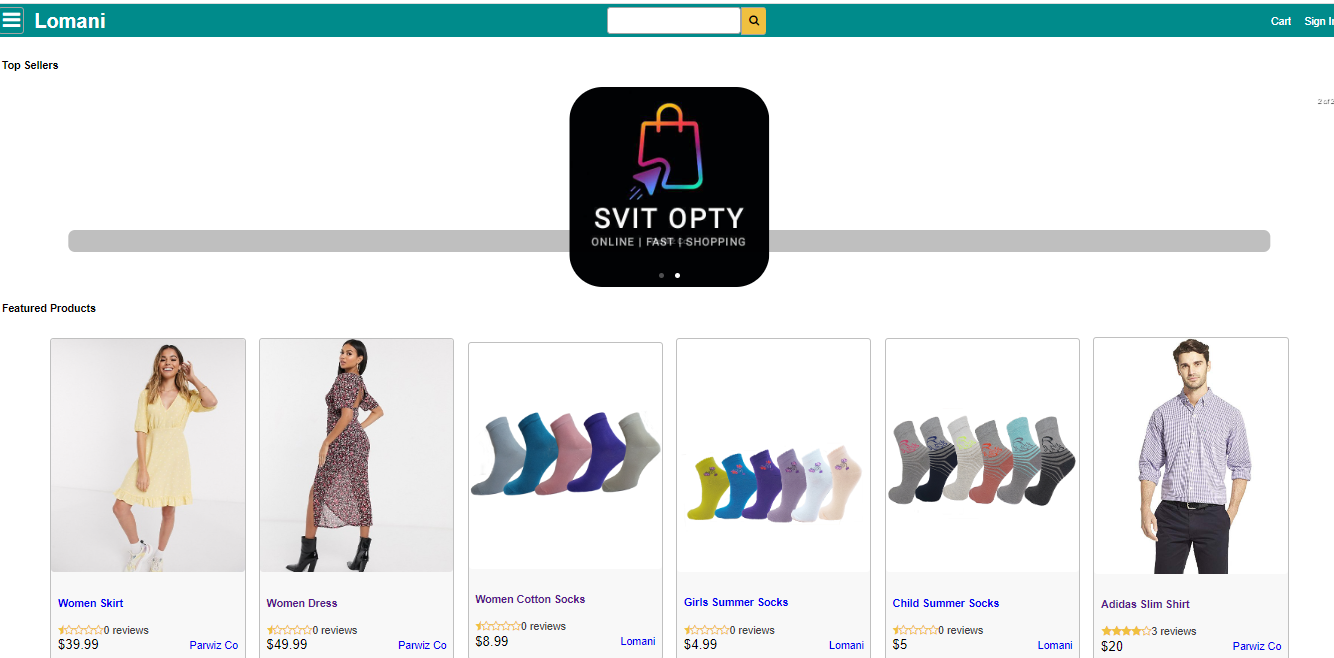 Lomani
Cart Sign In
Top Sellers
SVIT OPTY
ONLINE | FAST | SHOPPING
Featured Products
Women Skirt
0 reviews
$39.99 Parwiz Co
Women Dress
0 reviews
$49.99 Parwiz Co
Women Cotton Socks
0 reviews
$8.99 Lomani
Girls Summer Socks
0 reviews
$4.99 Lomani
Child Summer Socks
0 reviews
$5 Lomani
Adidas Slim Shirt
3 reviews
$20 Parwiz Co